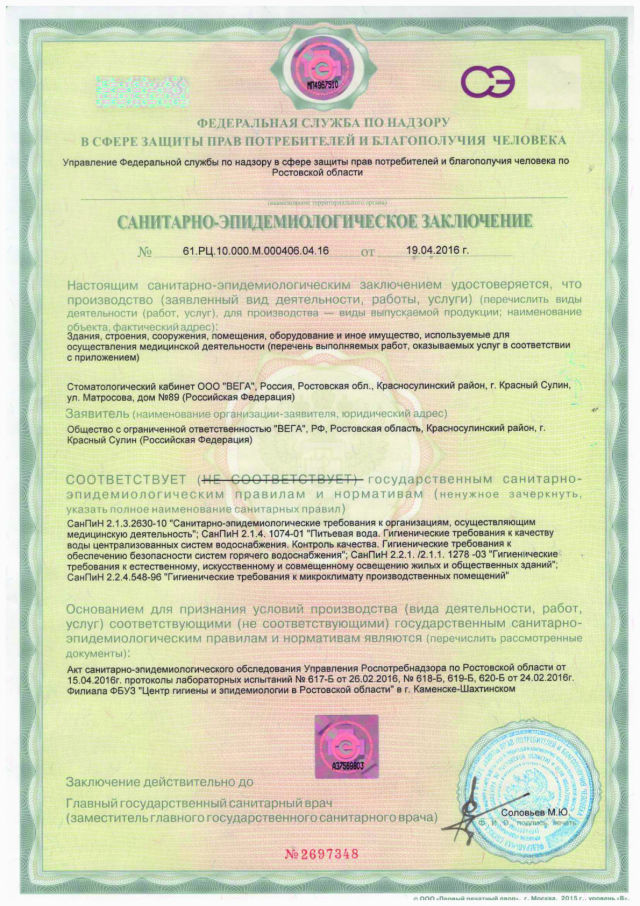 МП4967510
СЭ
ФЕДЕРАЛЬНАЯ СЛУЖБА ПО НАДЗОРУ
В СФЕРЕ ЗАЩИТЫ ПРАВ ПОТРЕБИТЕЛЕЙ И БЛАГОПОЛУЧИЯ ЧЕЛОВЕКА
Управление Федеральной службы по надзору в сфере защиты прав потребителей и благополучия человека по
Ростовской области
(наименование территориального органа)
САНИТАРНО-ЭПИДЕМИОЛОГИЧЕСКОЕ ЗАКЛЮЧЕНИЕ
№ 61.РЦ.10.000.М.000406.04.16 от 19.04.2016 г.
Настоящим санитарно-эпидемиологическим заключением удостоверяется, что
производство (заявленный вид деятельности, работы, услуги) (перечислить виды
деятельности (работ, услуг), для производства — виды выпускаемой продукции; наименование
объекта, фактический адрес):
Здания, строения, сооружения, помещения, оборудование и иное имущество, используемые для
осуществления медицинской деятельности (перечень выполняемых работ, оказываемых услуг в соответствии
с приложением)
Стоматологический кабинет ООО "ВЕГА", Россия, Ростовская обл., Красносулинский район, г. Красный Сулин,
ул. Матросова, дом №89 (Российская Федерация)
Заявитель (наименование организации-заявителя, юридический адрес)
Общество с ограниченной ответственностью "ВЕГА", РФ, Ростовская область, Красносулинский район, г.
Красный Сулин (Российская Федерация)
СООТВЕТСТВУЕТ (НЕ СООТВЕТСТВУЕТ) государственным санитарно-
эпидемиологическим правилам и нормативам (ненужное зачеркнуть,
указать полное наименование санитарных правил)
СанПиН 2.1.3.2630-10 "Санитарно-эпидемиологические требования к организациям, осуществляющим
медицинскую деятельность"; СанПиН 2.1.4. 1074-01 "Питьевая вода. Гигиенические требования к качеству
воды централизованных систем водоснабжения. Контроль качества. Гигиенические требования к
обеспечению безопасности систем горячего водоснабжения"; СанПиН 2.2.1. /2.1.1. 1278 -03 "Гигиенические
требования к естественному, искусственному и совмещенному освещению жилых и общественных зданий";
СанПиН 2.2.4.548-96 "Гигиенические требования к микроклимату производственных помещений"
Основанием для признания условий производства (вида деятельности, работ,
услуг) соответствующими (не соответствующими) государственным санитарно-
эпидемиологическим правилам и нормативам являются (перечислить рассмотренные
документы):
Акт санитарно-эпидемиологического обследования Управления Роспотребнадзора по Ростовской области от
15.04.2016г. протоколы лабораторных испытаний № 617-Б от 26.02.2016, № 618-Б, 619-Б, 620-Б от 24.02.2016г.
Филиала ФБУЗ "Центр гигиены и эпидемиологии в Ростовской области" в г. Каменске-Шахтинском
А37589803
Заключение действительно до
Главный государственный санитарный врач
(заместитель главного государственного санитарного врача)
Соловьев М.Ю.
Ф. И. О., подпись, печать
№2697348
© ООО «Первый печатный двор», г. Москва, 2015 г., уровень «В».